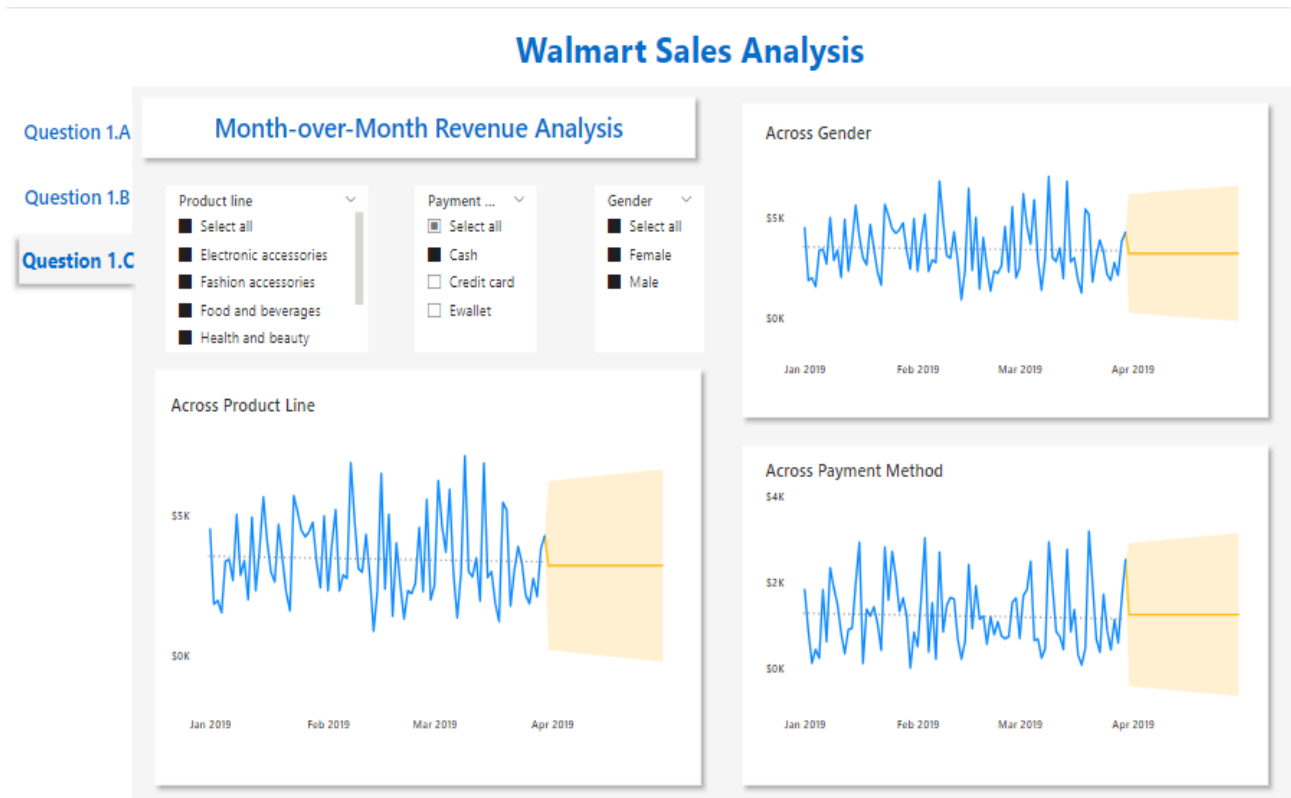 Walmart Sales Analysis
Question 1.A
Question 1.B
Question 1.C
Month-over-Month Revenue Analysis
Product line
Select all
Electronic accessories
Fashion accessories
Food and beverages
Health and beauty
Payment ...
Select all
Cash
Credit card
Ewallet
Gender
Select all
Female
Male
Across Product Line
$5K
$0K
Jan 2019 Feb 2019 Mar 2019 Apr 2019
Across Gender
$5K
$0K
Jan 2019 Feb 2019 Mar 2019 Apr 2019
Across Payment Method
$4K
$2K
$0K
Jan 2019 Feb 2019 Mar 2019 Apr 2019